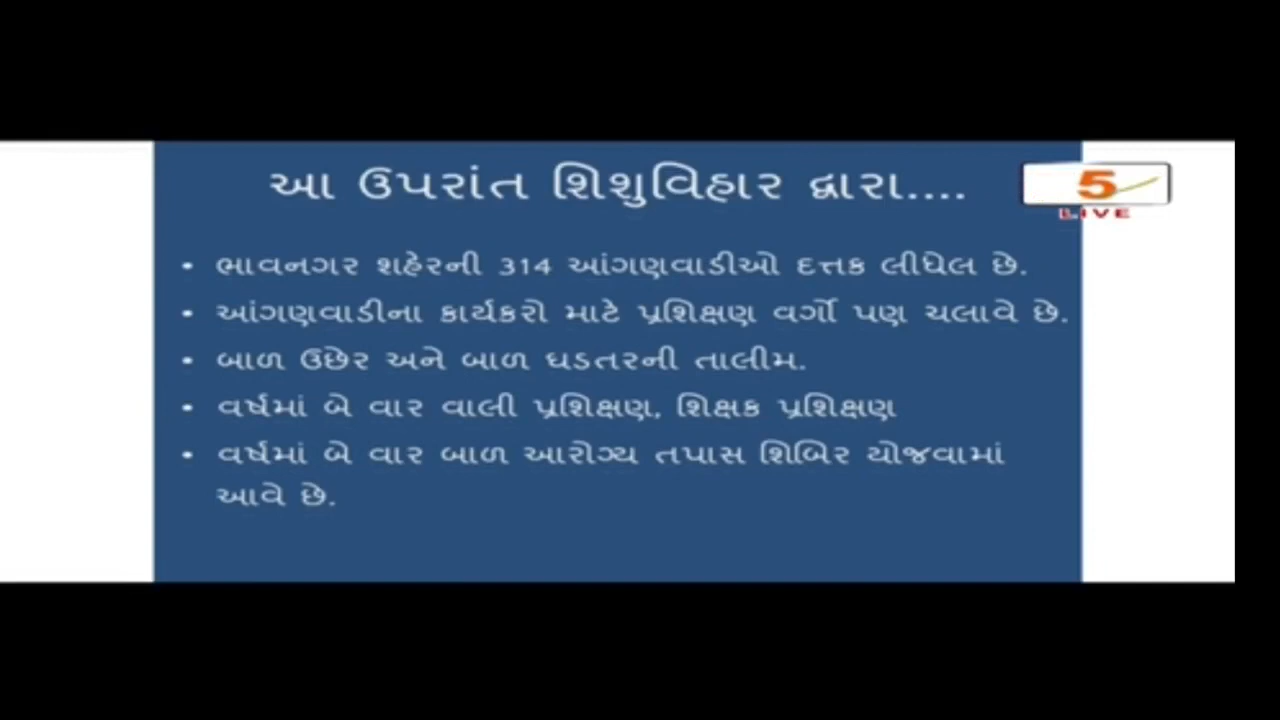 આ ઉપરાંત શિશુવિહાર દ્વારા....
5
LIVE
• ભાવનગર શહેરની 314 આંગણવાડીઓ દત્તક લીધેલ છે.
• આંગણવાડીના કાર્યકરો માટે પ્રશિક્ષણ વર્ગો પણ ચલાવે છે.
• બાળ ઉછેર અને બાળ ઘડતરની તાલીમ.
• વર્ષમાં બે વાર વાલી પ્રશિક્ષણ, શિક્ષક પ્રશિક્ષણ
• વર્ષમાં બે વાર બાળ આરોગ્ય તપાસ શિબિર યોજવામાં
આવે છે.